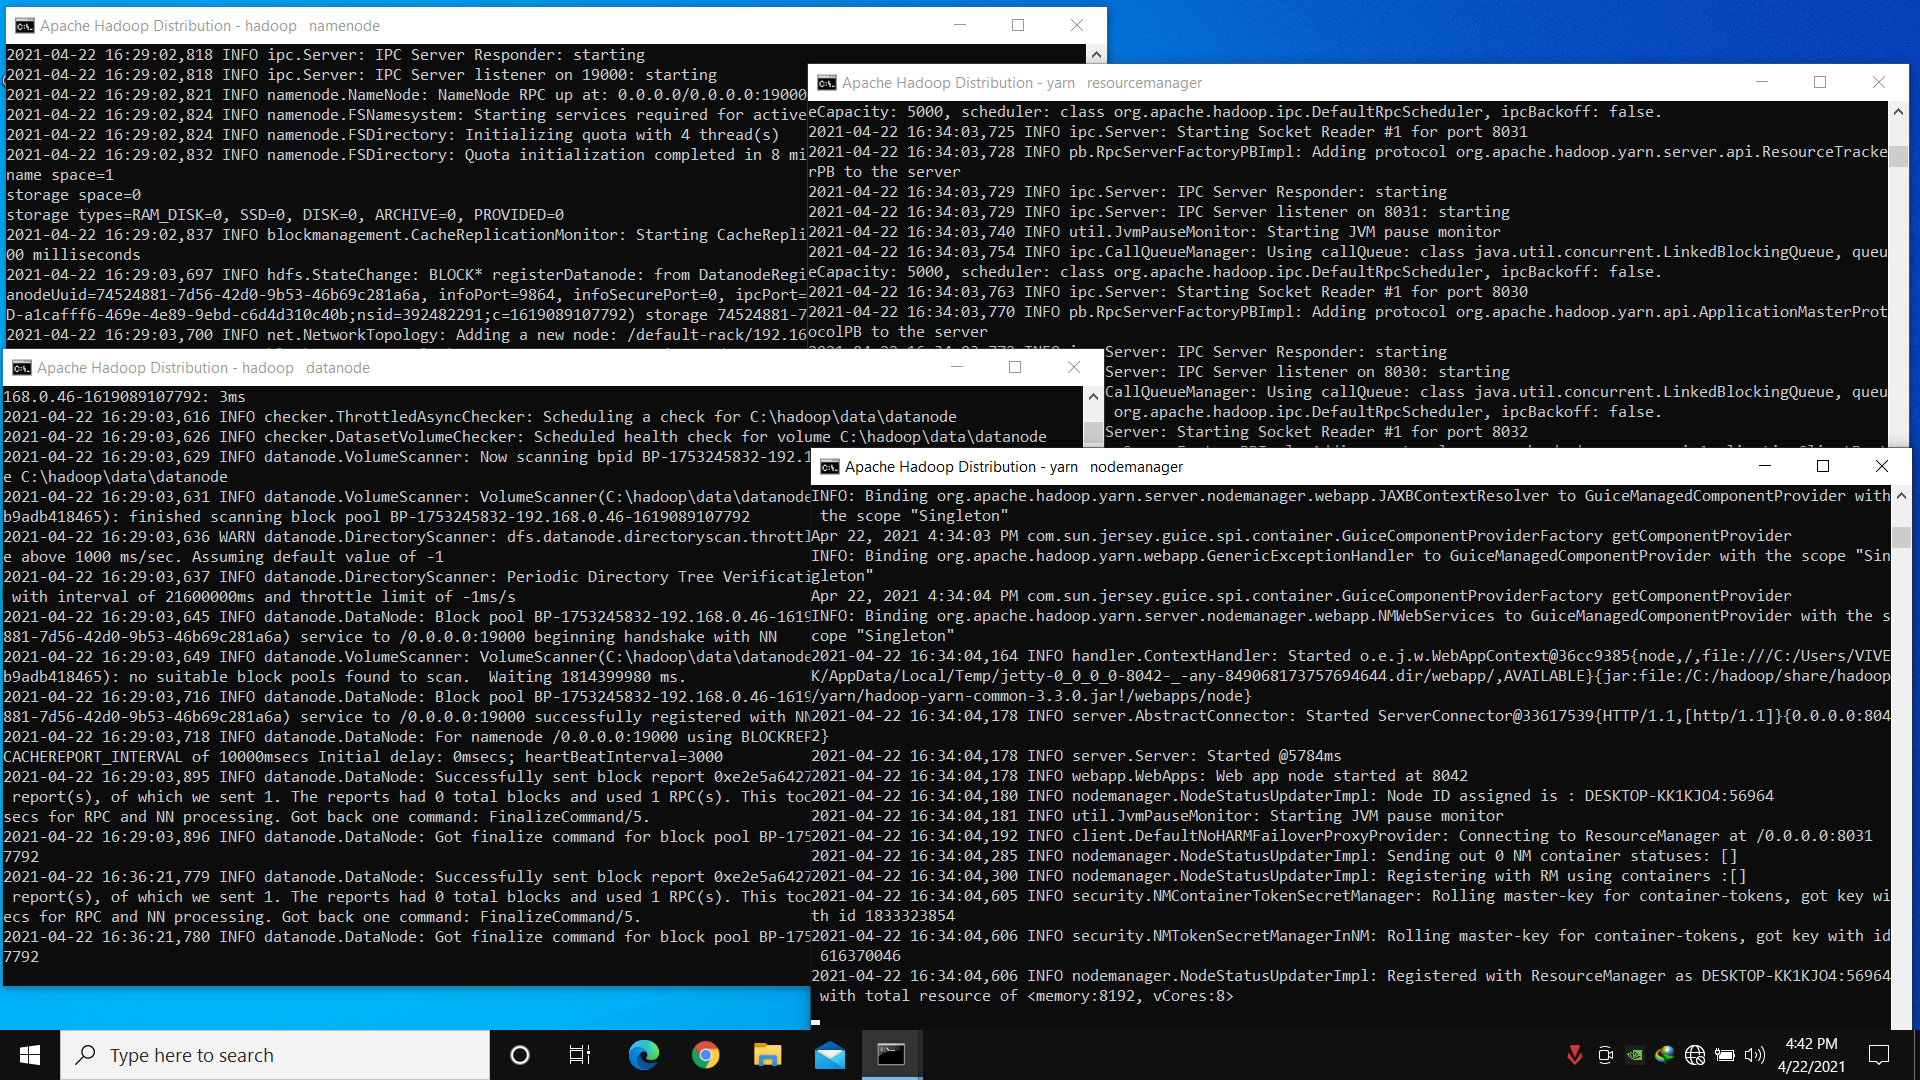 Apache Hadoop Distribution - hadoop   namenode
2021-04-22 16:29:02,818 INFO ipc.Server: IPC Server Responder: starting
2021-04-22 16:29:02,818 INFO ipc.Server: IPC Server listener on 19000: starting
2021-04-22 16:29:02,821 INFO namenode.NameNode: NameNode RPC up at: 0.0.0.0/0.0.0.0:19000
2021-04-22 16:29:02,824 INFO namenode.FSNamesystem: Starting services required for active
2021-04-22 16:29:02,824 INFO namenode.FSDirectory: Initializing quota with 4 thread(s)
2021-04-22 16:29:02,832 INFO namenode.FSDirectory: Quota initialization completed in 8 mi
name space=1
storage space=0
storage types=RAM_DISK=0, SSD=0, DISK=0, ARCHIVE=0, PROVIDED=0
2021-04-22 16:29:02,837 INFO blockmanagement.CacheReplicationMonitor: Starting CacheRepli
00 milliseconds
2021-04-22 16:29:03,697 INFO hdfs.StateChange: BLOCK* registerDatanode: from DatanodeRegi
anodeUuid=74524881-7d56-42d0-9b53-46b69c281a6a, infoPort=9864, infoSecurePort=0, ipcPort=
D-a1cafff6-469e-4e89-9ebd-c6d4d310c40b;nsid=392482291;c=1619089107792) storage 74524881-7
2021-04-22 16:29:03,700 INFO net.NetworkTopology: Adding a new node: /default-rack/192.16
Apache Hadoop Distribution - yarn   resourcemanager
eCapacity: 5000, scheduler: class org.apache.hadoop.ipc.DefaultRpcScheduler, ipcBackoff: false.
2021-04-22 16:34:03,725 INFO ipc.Server: Starting Socket Reader #1 for port 8031
2021-04-22 16:34:03,728 INFO pb.RpcServerFactoryPBImpl: Adding protocol org.apache.hadoop.yarn.server.api.ResourceTracke
rPB to the server
2021-04-22 16:34:03,729 INFO ipc.Server: IPC Server Responder: starting
2021-04-22 16:34:03,729 INFO ipc.Server: IPC Server listener on 8031: starting
2021-04-22 16:34:03,740 INFO util.JvmPauseMonitor: Starting JVM pause monitor
2021-04-22 16:34:03,754 INFO ipc.CallQueueManager: Using callQueue: class java.util.concurrent.LinkedBlockingQueue, queu
eCapacity: 5000, scheduler: class org.apache.hadoop.ipc.DefaultRpcScheduler, ipcBackoff: false.
2021-04-22 16:34:03,763 INFO ipc.Server: Starting Socket Reader #1 for port 8030
2021-04-22 16:34:03,770 INFO pb.RpcServerFactoryPBImpl: Adding protocol org.apache.hadoop.yarn.api.ApplicationMasterProt
ocolPB to the server
Server: IPC Server Responder: starting
Server: IPC Server listener on 8030: starting
CallQueueManager: Using callQueue: class java.util.concurrent.LinkedBlockingQueue, queu
org.apache.hadoop.ipc.DefaultRpcScheduler, ipcBackoff: false.
Server: Starting Socket Reader #1 for port 8032
Apache Hadoop Distribution - hadoop   datanode
168.0.46-1619089107792: 3ms
2021-04-22 16:29:03,616 INFO checker.ThrottledAsyncChecker: Scheduling a check for C:\hadoop\data\datanode
2021-04-22 16:29:03,626 INFO checker.DatasetVolumeChecker: Scheduled health check for volume C:\hadoop\data\datanode
2021-04-22 16:29:03,629 INFO datanode.VolumeScanner: Now scanning bpid BP-1753245832-192.1
e C:\hadoop\data\datanode
2021-04-22 16:29:03,631 INFO datanode.VolumeScanner: VolumeScanner(C:\hadoop\data\datanode
b9adb418465): finished scanning block pool BP-1753245832-192.168.0.46-1619089107792
2021-04-22 16:29:03,636 WARN datanode.DirectoryScanner: dfs.datanode.directoryscan.throttl
e above 1000 ms/sec. Assuming default value of -1
2021-04-22 16:29:03,637 INFO datanode.DirectoryScanner: Periodic Directory Tree Verificati
with interval of 21600000ms and throttle limit of -1ms/s
2021-04-22 16:29:03,645 INFO datanode.DataNode: Block pool BP-1753245832-192.168.0.46-1619
881-7d56-42d0-9b53-46b69c281a6a) service to /0.0.0.0:19000 beginning handshake with NN
2021-04-22 16:29:03,649 INFO datanode.VolumeScanner: VolumeScanner(C:\hadoop\data\datanode
b9adb418465): no suitable block pools found to scan.  Waiting 1814399980 ms.
2021-04-22 16:29:03,716 INFO datanode.DataNode: Block pool BP-1753245832-192.168.0.46-1619
881-7d56-42d0-9b53-46b69c281a6a) service to /0.0.0.0:19000 successfully registered with NN
2021-04-22 16:29:03,718 INFO datanode.DataNode: For namenode /0.0.0.0:19000 using BLOCKREP
CACHEREPORT_INTERVAL of 10000msecs Initial delay: 0msecs; heartBeatInterval=3000
2021-04-22 16:29:03,895 INFO datanode.DataNode: Successfully sent block report 0xe2e5a6427
report(s), of which we sent 1. The reports had 0 total blocks and used 1 RPC(s). This too
secs for RPC and NN processing. Got back one command: FinalizeCommand/5.
2021-04-22 16:29:03,896 INFO datanode.DataNode: Got finalize command for block pool BP-175
7792
2021-04-22 16:36:21,779 INFO datanode.DataNode: Successfully sent block report 0xe2e5a6427
report(s), of which we sent 1. The reports had 0 total blocks and used 1 RPC(s). This too
ecs for RPC and NN processing. Got back one command: FinalizeCommand/5.
2021-04-22 16:36:21,780 INFO datanode.DataNode: Got finalize command for block pool BP-175
7792
Apache Hadoop Distribution - yarn   nodemanager
INFO: Binding org.apache.hadoop.yarn.server.nodemanager.webapp.JAXBContextResolver to GuiceManagedComponentProvider with
the scope "Singleton"
Apr 22, 2021 4:34:03 PM com.sun.jersey.guice.spi.container.GuiceComponentProviderFactory getComponentProvider
INFO: Binding org.apache.hadoop.yarn.webapp.GenericExceptionHandler to GuiceManagedComponentProvider with the scope "Sin
gleton"
Apr 22, 2021 4:34:04 PM com.sun.jersey.guice.spi.container.GuiceComponentProviderFactory getComponentProvider
INFO: Binding org.apache.hadoop.yarn.server.nodemanager.webapp.NMWebServices to GuiceManagedComponentProvider with the s
cope "Singleton"
2021-04-22 16:34:04,164 INFO handler.ContextHandler: Started o.e.j.w.WebAppContext@36cc9385{node,/,file:///C:/Users/VIVE
K/AppData/Local/Temp/jetty-0_0_0_0-8042-_-any-849068173757694644.dir/webapp/,AVAILABLE}{jar:file:/C:/hadoop/share/hadoop
/yarn/hadoop-yarn-common-3.3.0.jar!/webapps/node}
2021-04-22 16:34:04,178 INFO server.AbstractConnector: Started ServerConnector@33617539{HTTP/1.1,[http/1.1]}{0.0.0.0:804
2}
2021-04-22 16:34:04,178 INFO server.Server: Started @5784ms
2021-04-22 16:34:04,178 INFO webapp.WebApps: Web app node started at 8042
2021-04-22 16:34:04,180 INFO nodemanager.NodeStatusUpdaterImpl: Node ID assigned is : DESKTOP-KK1KJO4:56964
2021-04-22 16:34:04,181 INFO util.JvmPauseMonitor: Starting JVM pause monitor
2021-04-22 16:34:04,192 INFO client.DefaultNoHARMFailoverProxyProvider: Connecting to ResourceManager at /0.0.0.0:8031
2021-04-22 16:34:04,285 INFO nodemanager.NodeStatusUpdaterImpl: Sending out 0 NM container statuses: []
2021-04-22 16:34:04,300 INFO nodemanager.NodeStatusUpdaterImpl: Registering with RM using containers :[]
2021-04-22 16:34:04,605 INFO security.NMContainerTokenSecretManager: Rolling master-key for container-tokens, got key wi
th id 1833323854
2021-04-22 16:34:04,606 INFO security.NMTokenSecretManagerInNM: Rolling master-key for container-tokens, got key with id
616370046
2021-04-22 16:34:04,606 INFO nodemanager.NodeStatusUpdaterImpl: Registered with ResourceManager as DESKTOP-KK1KJO4:56964
with total resource of <memory:8192, vCores:8>
Type here to search
4:42 PM
4/22/2021